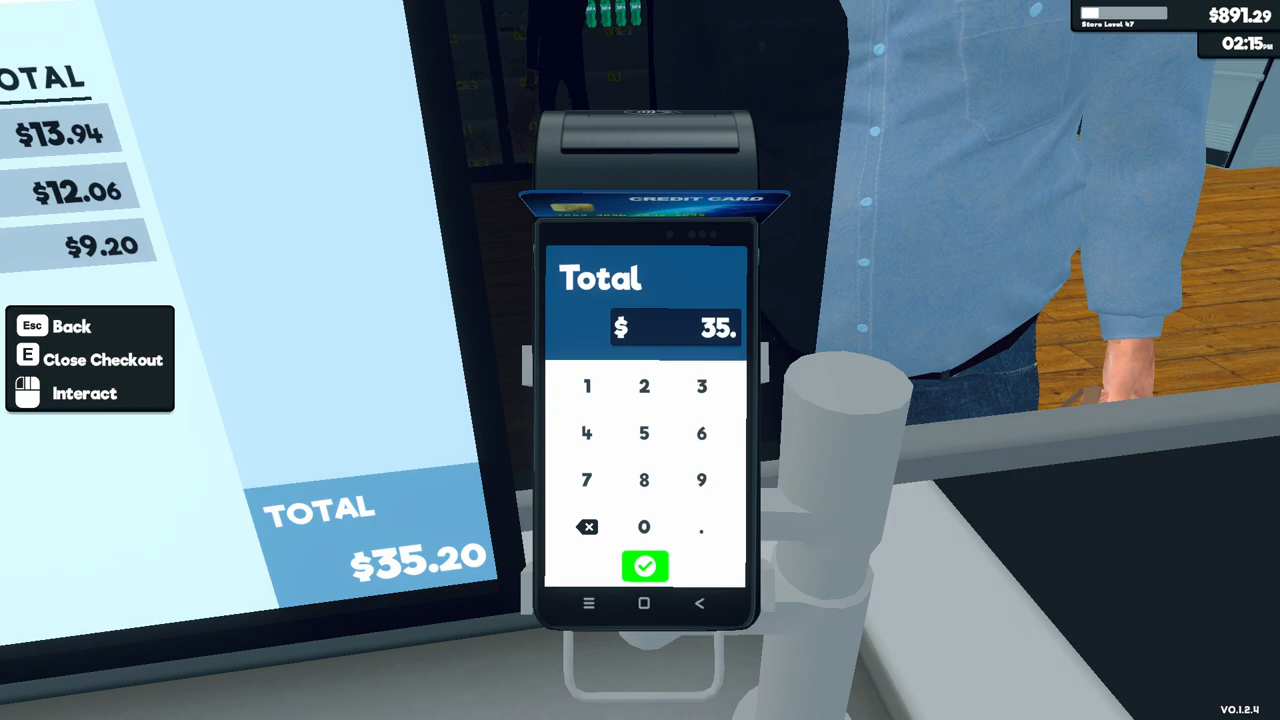 OTAL
$13.94
$12.06
$9.20
Esc Back
E Close Checkout
Interact
TOTAL
$35.20
CREDIT CARD
Total
$ 35.
1 2 3
4 5 6
7 8 9
0 .
Store Level 47
$891.29
02:15PM
V0.1.2.4